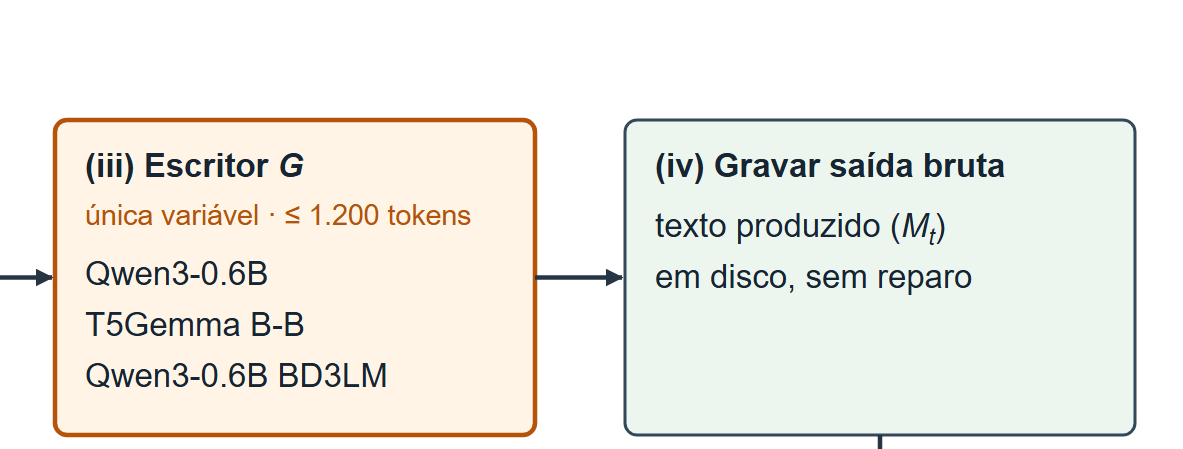 (iii) Escritor G
única variável · ≤ 1.200 tokens
Qwen3-0.6B
T5Gemma B-B
Qwen3-0.6B BD3LM
(iv) Gravar saída bruta
texto produzido (Mt)
em disco, sem reparo